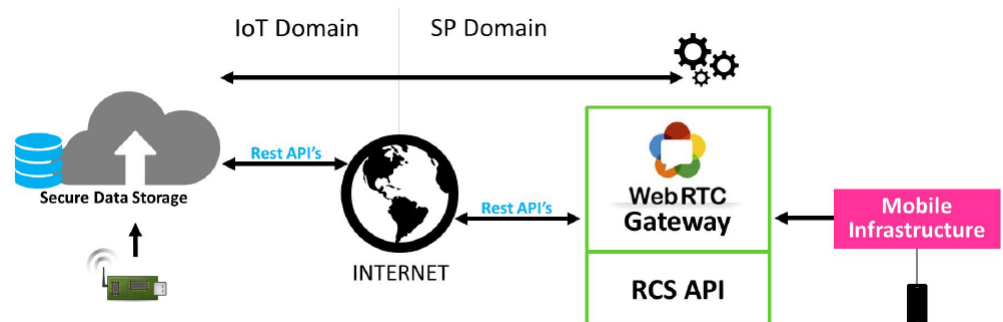 IoT Domain
SP Domain
Rest API's
Secure Data Storage
INTERNET
Rest API's
WebRTC
Gateway
RCS API
Mobile
Infrastructure